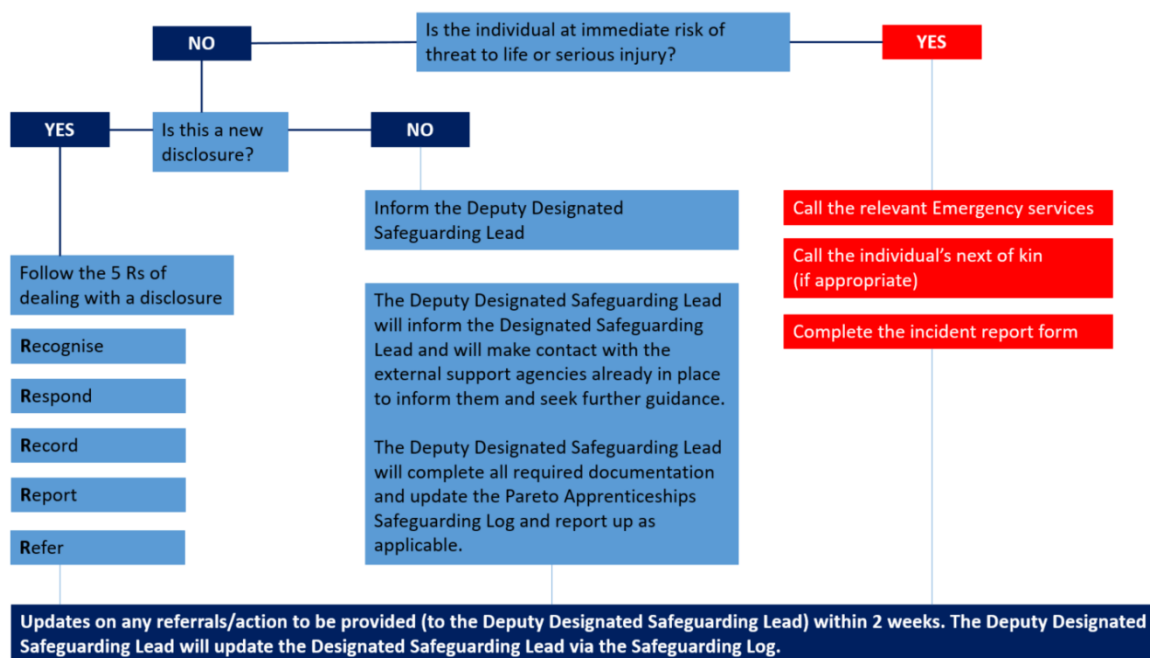 Is the individual at immediate risk of
threat to life or serious injury?
NO
YES
Is this a new
disclosure?
YES
NO
Follow the 5 Rs of
dealing with a disclosure
Recognise
Respond
Record
Report
Refer
Inform the Deputy Designated
Safeguarding Lead
The Deputy Designated Safeguarding Lead
will inform the Designated Safeguarding
Lead and will make contact with the
external support agencies already in place
to inform them and seek further guidance.
The Deputy Designated Safeguarding Lead
will complete all required documentation
and update the Pareto Apprenticeships
Safeguarding Log and report up as
applicable.
Call the relevant Emergency services
Call the individual's next of kin
(if appropriate)
Complete the incident report form
Updates on any referrals/action to be provided (to the Deputy Designated Safeguarding Lead) within 2 weeks. The Deputy Designated
Safeguarding Lead will update the Designated Safeguarding Lead via the Safeguarding Log.